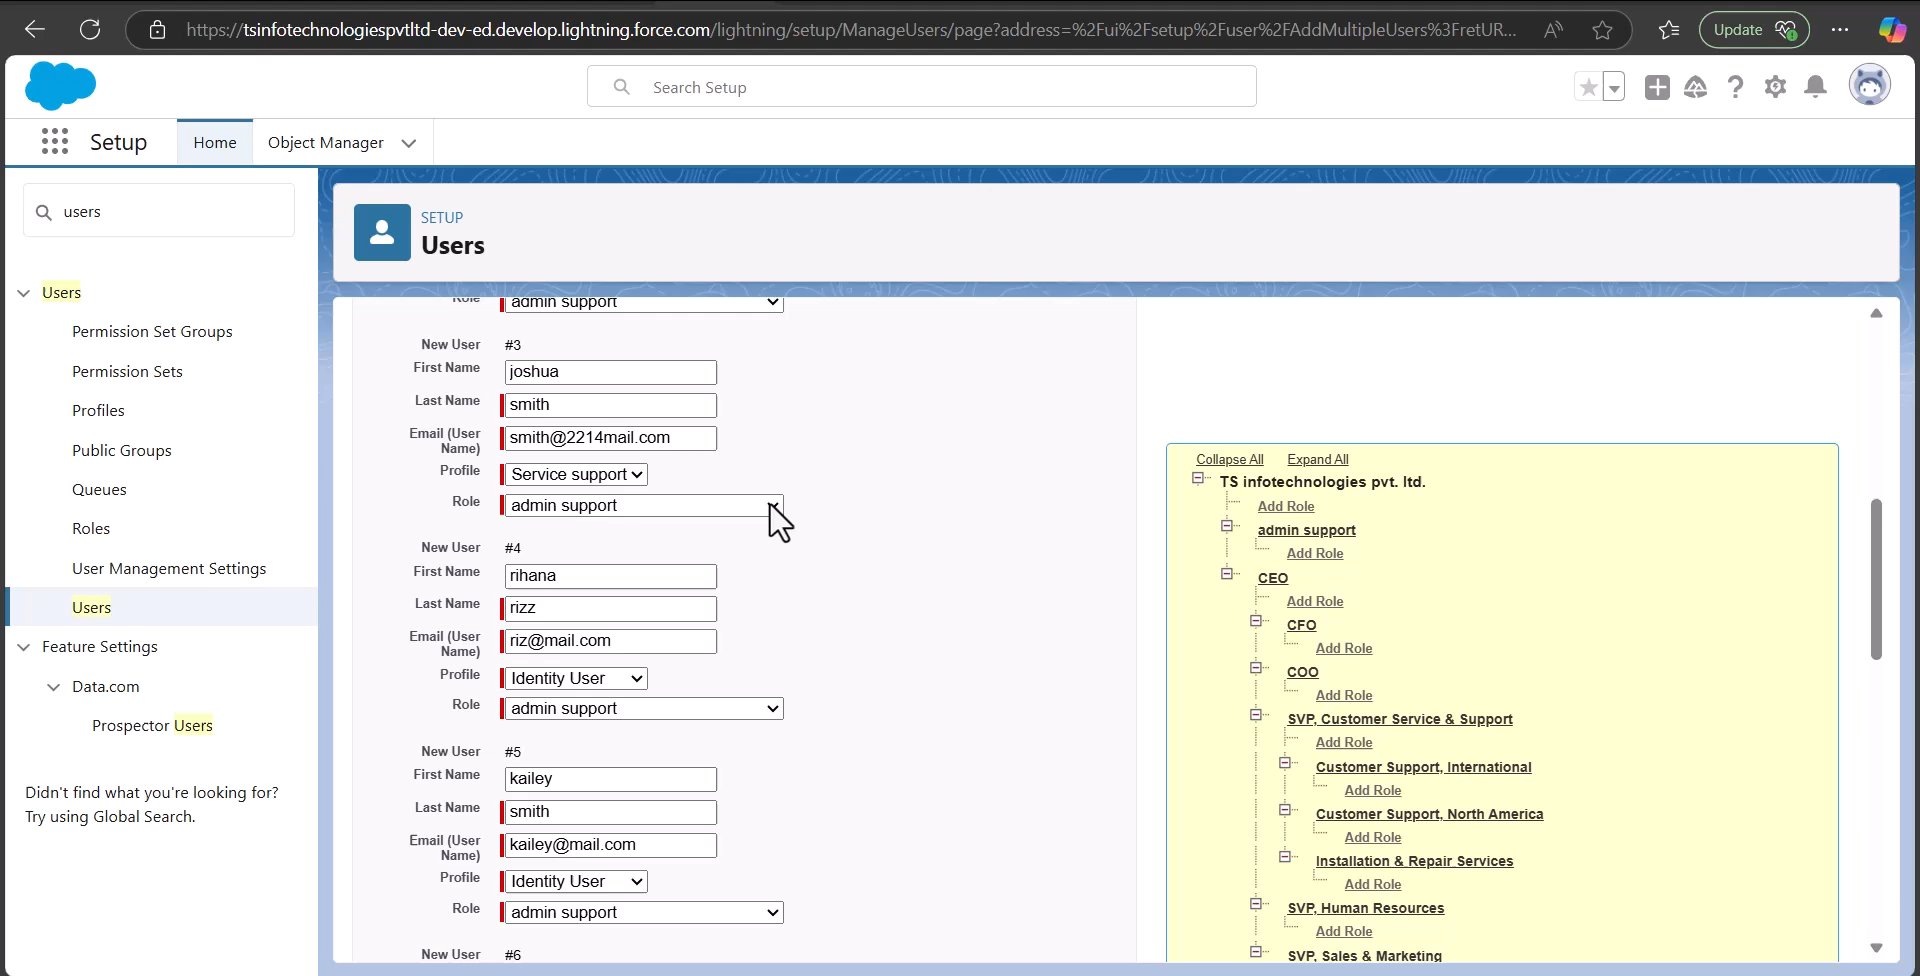 https://tsinfotechnologiespvtltd-dev-ed.develop.lightning.force.com/lightning/setup/ManageUsers/page?address=%2Fui%2Fsetup%2Fuser%2FAddMultipleUsers%3FretUR...
Update
Search Setup
Setup
Home
Object Manager
users
Users
Permission Set Groups
Permission Sets
Profiles
Public Groups
Queues
Roles
User Management Settings
Users
Feature Settings
Data.com
Prospector Users
Didn't find what you're looking for?
Try using Global Search.
SETUP
Users
Role admin support
New User #3
First Name joshua
Last Name smith
Email (User Name) smith@2214mail.com
Profile Service support
Role admin support
New User #4
First Name rihana
Last Name rizz
Email (User Name) riz@mail.com
Profile Identity User
Role admin support
New User #5
First Name kailey
Last Name smith
Email (User Name) kailey@mail.com
Profile Identity User
Role admin support
New User #6
Collapse All Expand All
TS infotechnologies pvt. ltd.
Add Role
admin support
Add Role
CEO
Add Role
CFO
Add Role
COO
Add Role
SVP, Customer Service & Support
Add Role
Customer Support, International
Add Role
Customer Support, North America
Add Role
Installation & Repair Services
Add Role
SVP, Human Resources
Add Role
SVP, Sales & Marketing